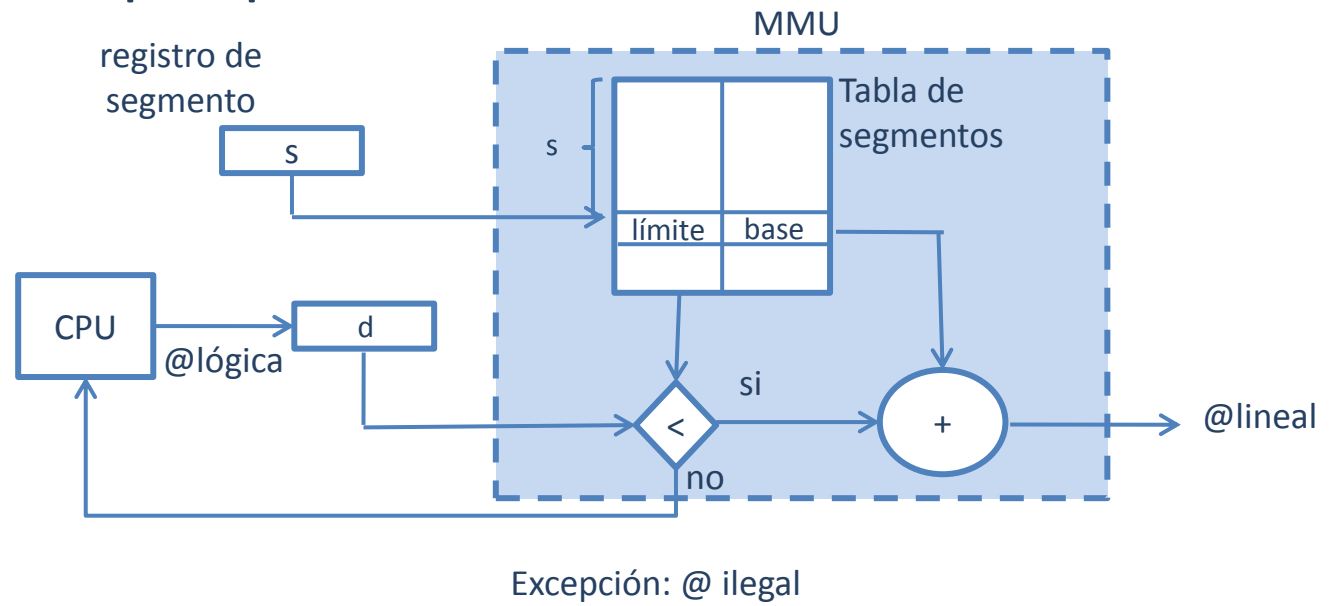 MMU
registro de
segmento
s
s
Tabla de
segmentos
límite
base
CPU
@lógica
d
si
<
+
@lineal
no
Excepción: @ ilegal